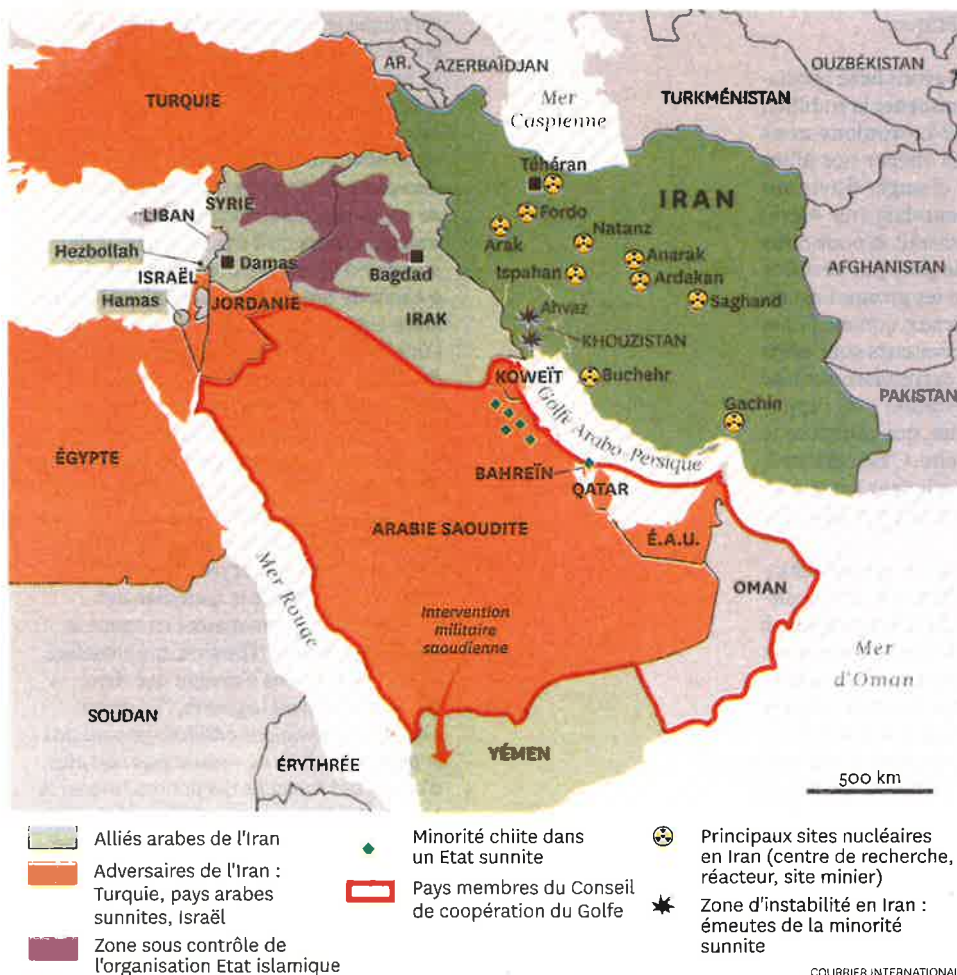 AR.
AZERBAÏDJAN
OUZBÉKISTAN
TURQUIE
Mer
Caspienne
TURKMÉNISTAN
Téhéran
IRAN
SYRIE
LIBAN
Fordo
Natanz
Hezbollah
Arak
Anarak
Damas
Bagdad
Ispahan
Ardakan
AFGHANISTAN
ISRAËL
Saghand
Hamas
JORDANIE
IRAK
Ahvaz
KHOUZISTAN
KOWEÏT
Buchehr
PAKISTAN
Gachin
Golfe Arabo-Persique
ÉGYPTE
BAHREÏN
QATAR
ARABIE SAOUDITE
É.A.U.
OMAN
Mer Rouge
Intervention
militaire
saoudienne
Mer
d'Oman
SOUDAN
YÉMEN
ÉRYTHRÉE
500 km
Alliés arabes de l'Iran
Adversaires de l'Iran :
Turquie, pays arabes
sunnites, Israël
Zone sous contrôle de
l'organisation Etat islamique
Minorité chiite dans
un Etat sunnite
Pays membres du Conseil
de coopération du Golfe
Principaux sites nucléaires
en Iran (centre de recherche,
réacteur, site minier)
Zone d'instabilité en Iran :
émeutes de la minorité
sunnite
COURRIER INTERNATIONAL